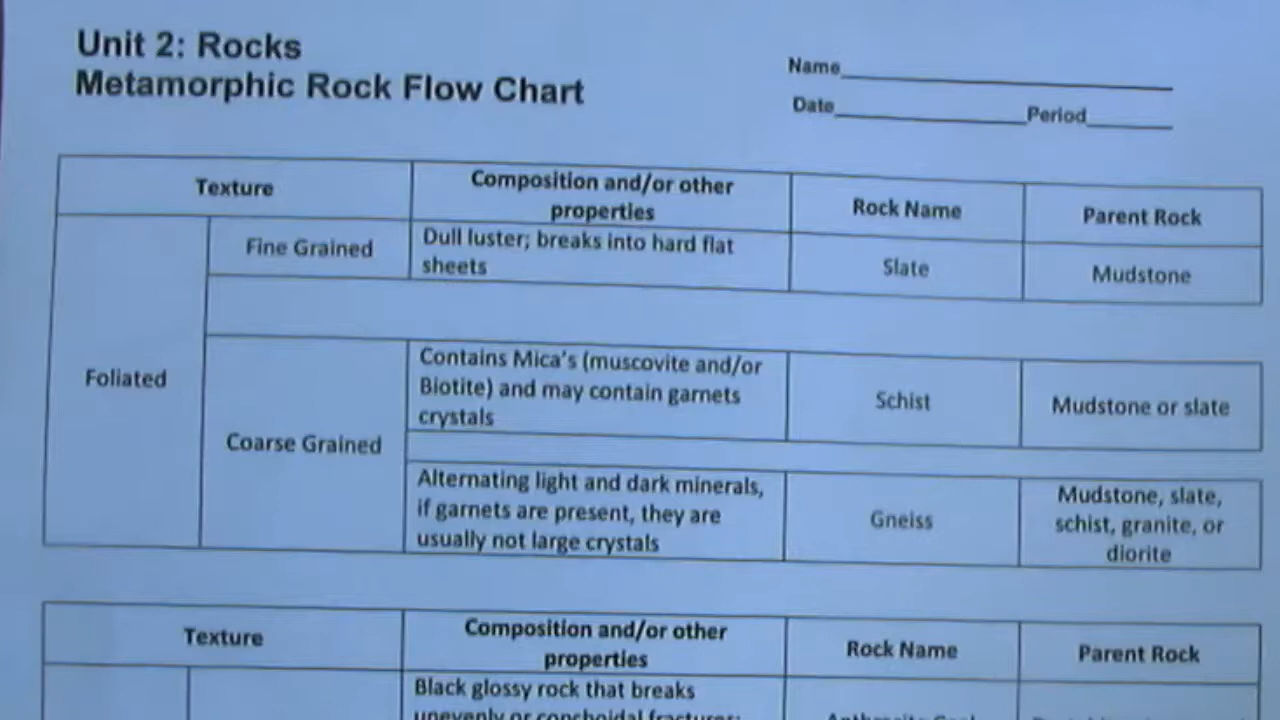 Unit 2: Rocks
Metamorphic Rock Flow Chart
Name
Date Period
Texture
Composition and/or other
properties
Rock Name
Parent Rock
Foliated
Fine Grained
Dull luster; breaks into hard flat
sheets
Slate
Mudstone
Coarse Grained
Contains Mica's (muscovite and/or
Biotite) and may contain garnets
crystals
Schist
Mudstone or slate
Alternating light and dark minerals,
if garnets are present, they are
usually not large crystals
Gneiss
Mudstone, slate,
schist, granite, or
diorite
Texture
Composition and/or other
properties
Rock Name
Parent Rock
Black glossy rock that breaks
unevenly or conchoidal fractures;